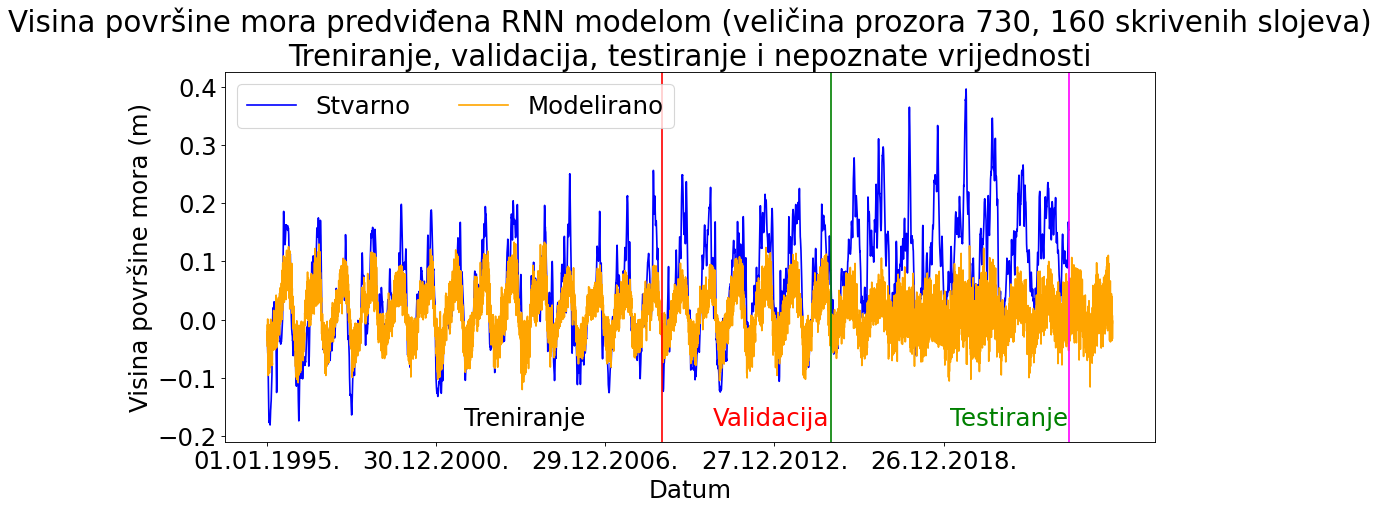 Visina površine mora predviđena RNN modelom (veličina prozora 730, 160 skrivenih slojeva)
Treniranje, validacija, testiranje i nepoznate vrijednosti
Stvarno Modelirano
Visina površine mora (m)
0.4
0.3
0.2
0.1
0.0
−0.1
−0.2
Treniranje Validacija Testiranje
01.01.1995. 30.12.2000. 29.12.2006. 27.12.2012. 26.12.2018.
Datum